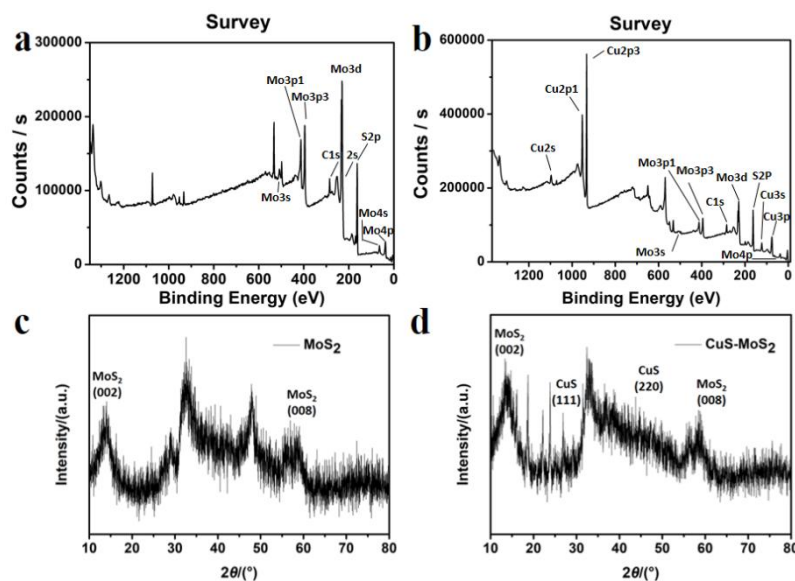 Survey
a
300000
200000
100000
0
Counts / s
Mo3d
Mo3p1
Mo3p3
S2p
C1s
2s
Mo3s
Mo4s
Mo4p
1200 1000 800 600 400 200 0
Binding Energy (eV)
Survey
b
600000
400000
200000
0
Counts / s
Cu2p3
Cu2p1
Cu2s
Mo3p1
Mo3p3
Mo3d
S2P
C1s
Cu3s
Cu3p
Mo3s
Mo4p
1200 1000 800 600 400 200 0
Binding Energy (eV)
c
MoS2
MoS2
(002)
MoS2
(008)
Intensity/(a.u.)
10 20 30 40 50 60 70 80
2θ/(°)
d
CuS-MoS2
MoS2
(002)
CuS
(111)
CuS
(220)
MoS2
(008)
Intensity/(a.u.)
10 20 30 40 50 60 70 80
2θ/(°)